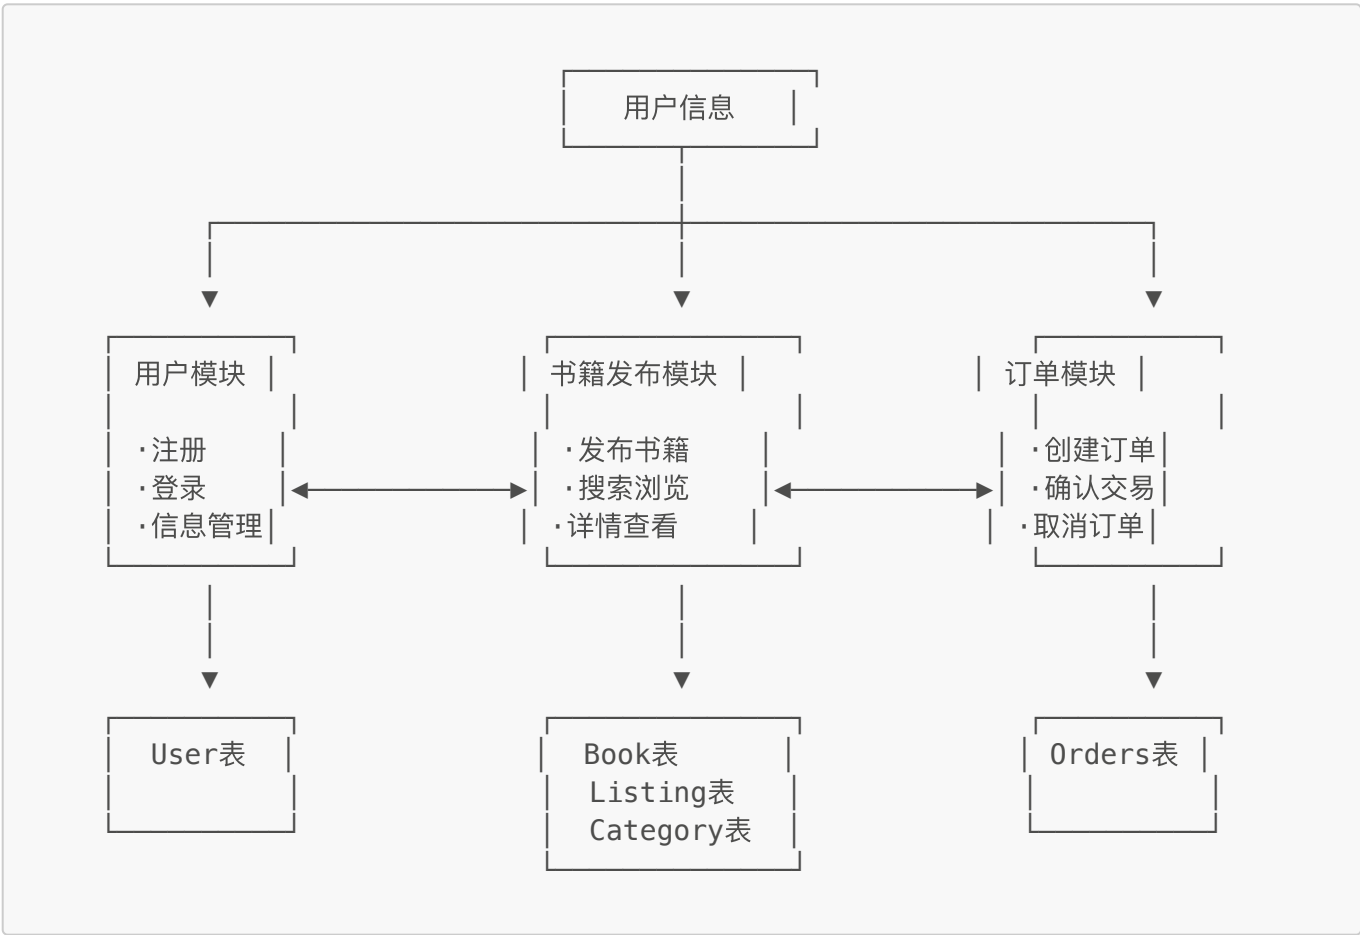 用户信息
用户模块 书籍发布模块 订单模块
·注册 ·发布书籍 ·创建订单
·登录 ·搜索浏览 ·确认交易
·信息管理 ·详情查看 ·取消订单
User表 Book表 Orders表
Listing表
Category表